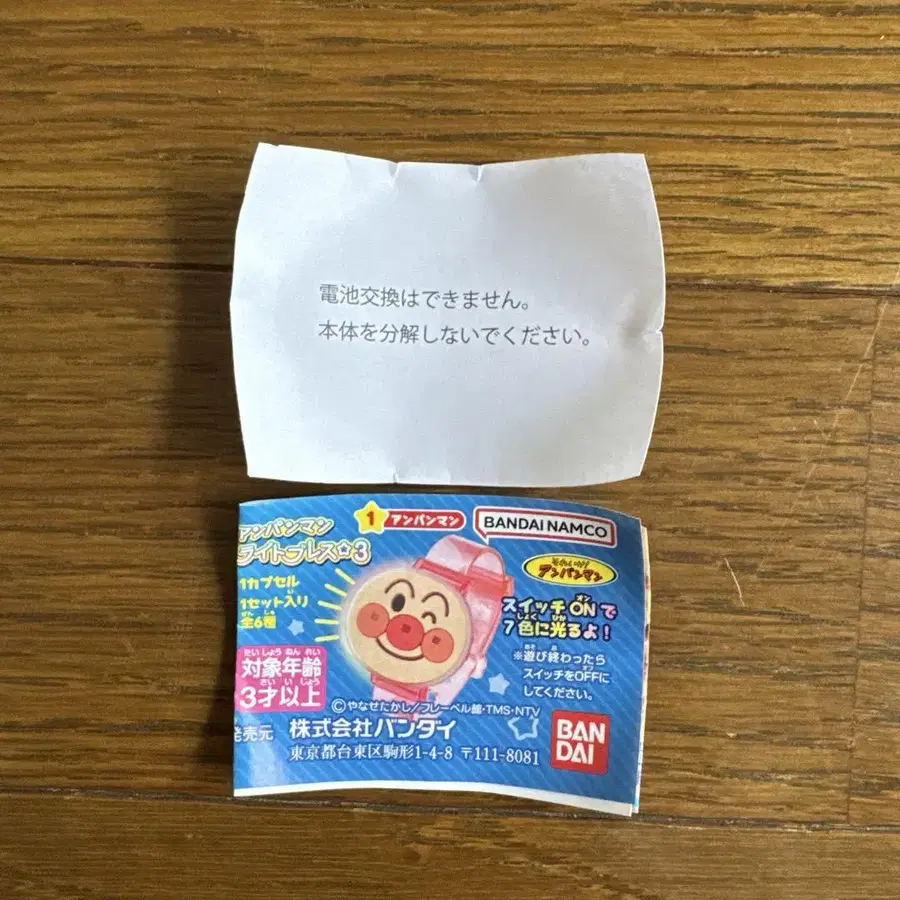 電池交換はできません。
本体を分解しないでください。
アンパンマン
ライトブレス☆3
1 アンパンマン
BANDAI NAMCO
それいけ!
アンパンマン
1カプセル
1セット入り
全6種
対象年齢
3才以上
スイッチONで
7色に光るよ!
※遊び終わったら
スイッチをOFFに
してください。
©やなせたかし/フレーベル館・TMS・NTV
発売元 株式会社バンダイ
東京都台東区駒形1-4-8 〒111-8081
BAN
DAI